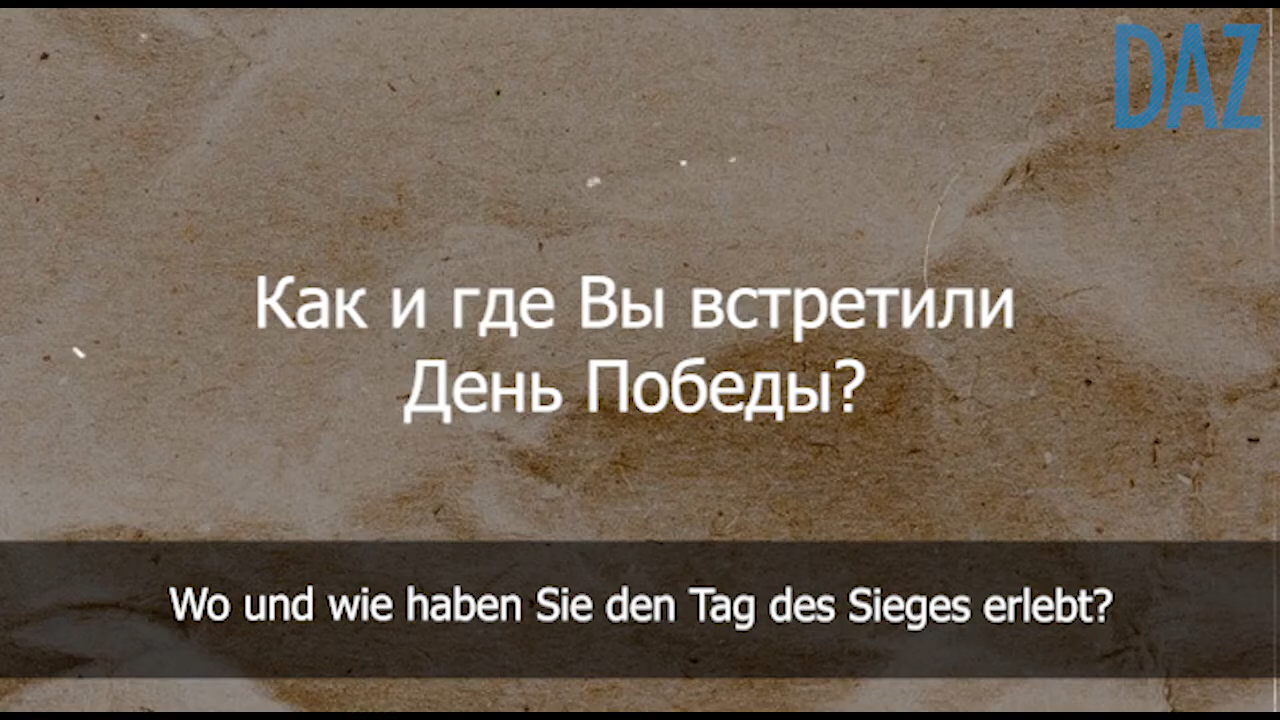 DAZ
Как и где Вы встретили
День Победы?
Wo und wie haben Sie den Tag des Sieges erlebt?